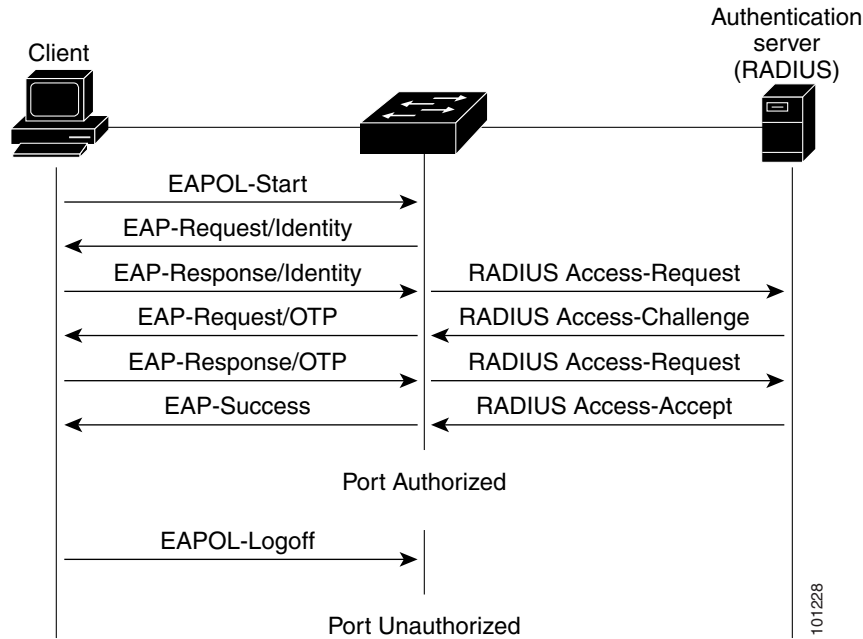 Client
Authentication
server
(RADIUS)
EAPOL-Start
EAP-Request/Identity
EAP-Response/Identity
RADIUS Access-Request
EAP-Request/OTP
RADIUS Access-Challenge
EAP-Response/OTP
RADIUS Access-Request
EAP-Success
RADIUS Access-Accept
Port Authorized
EAPOL-Logoff
Port Unauthorized
101228